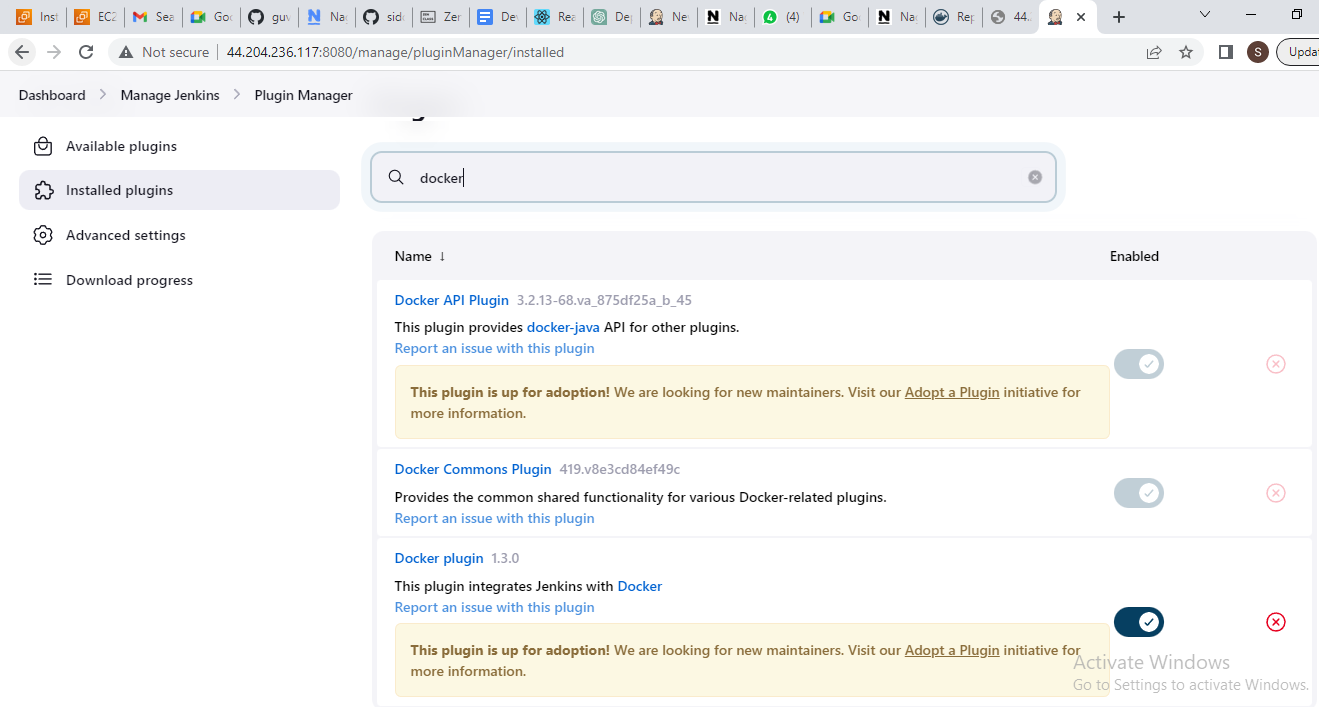 Inst
EC2
Sea
Goo
guv
Nag
sid
Zer
Dev
Rea
Dep
Nev
Nag
(4)
Goo
Nag
Rep
44.
Not secure
44.204.236.117:8080/manage/pluginManager/installed
S
Updat
Dashboard > Manage Jenkins > Plugin Manager
Available plugins
Installed plugins
Advanced settings
Download progress
docker
Name ↓ Enabled
Docker API Plugin 3.2.13-68.va_875df25a_b_45
This plugin provides docker-java API for other plugins.
Report an issue with this plugin
This plugin is up for adoption! We are looking for new maintainers. Visit our Adopt a Plugin initiative for
more information.
Docker Commons Plugin 419.v8e3cd84ef49c
Provides the common shared functionality for various Docker-related plugins.
Report an issue with this plugin
Docker plugin 1.3.0
This plugin integrates Jenkins with Docker
Report an issue with this plugin
This plugin is up for adoption! We are looking for new maintainers. Visit our Adopt a Plugin initiative for
more information.
Activate Windows
Go to Settings to activate Windows.